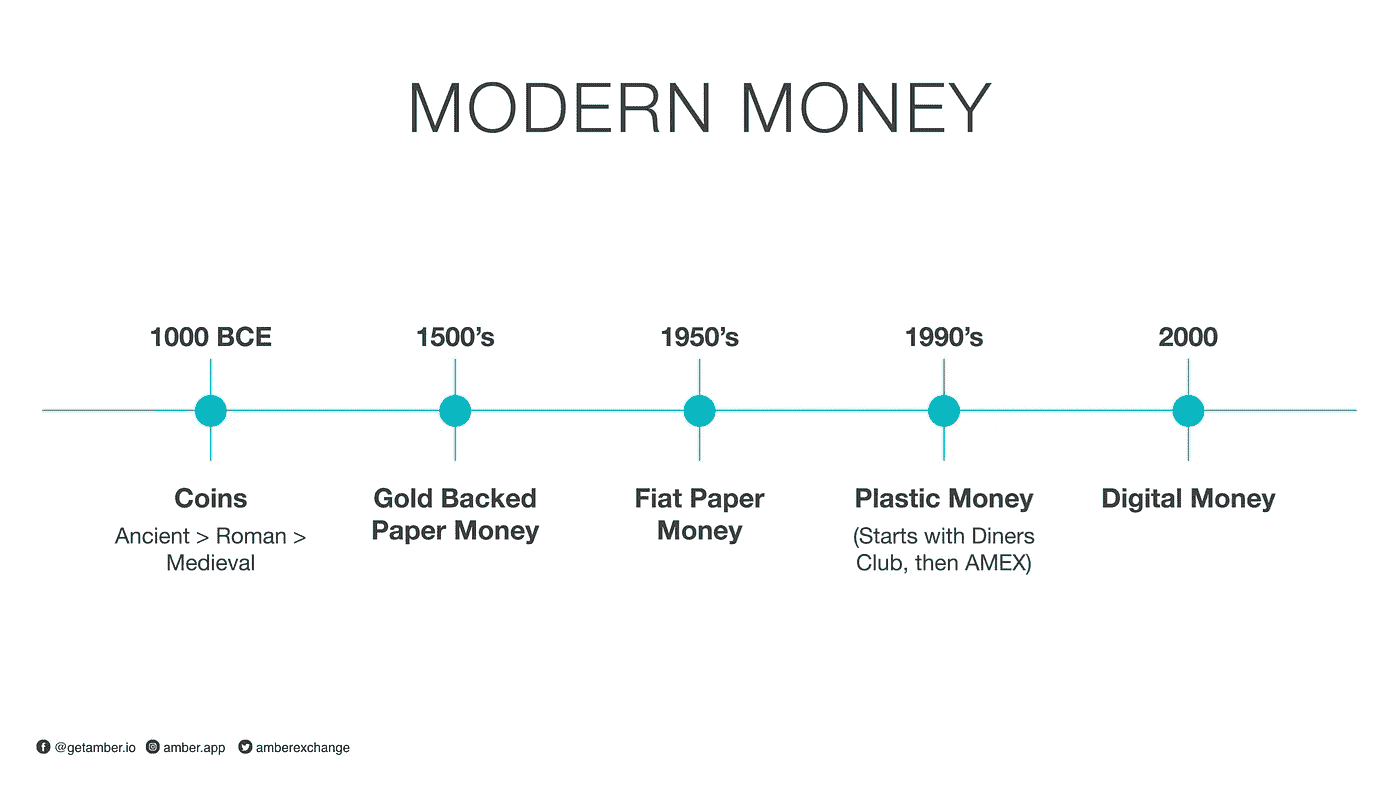 MODERN MONEY
1000 BCE
1500’s
1950’s
1990’s
2000
Coins
Ancient > Roman >
Medieval
Gold Backed
Paper Money
Fiat Paper
Money
Plastic Money
(Starts with Diners
Club, then AMEX)
Digital Money
@getamber.io amber.app amberexchange